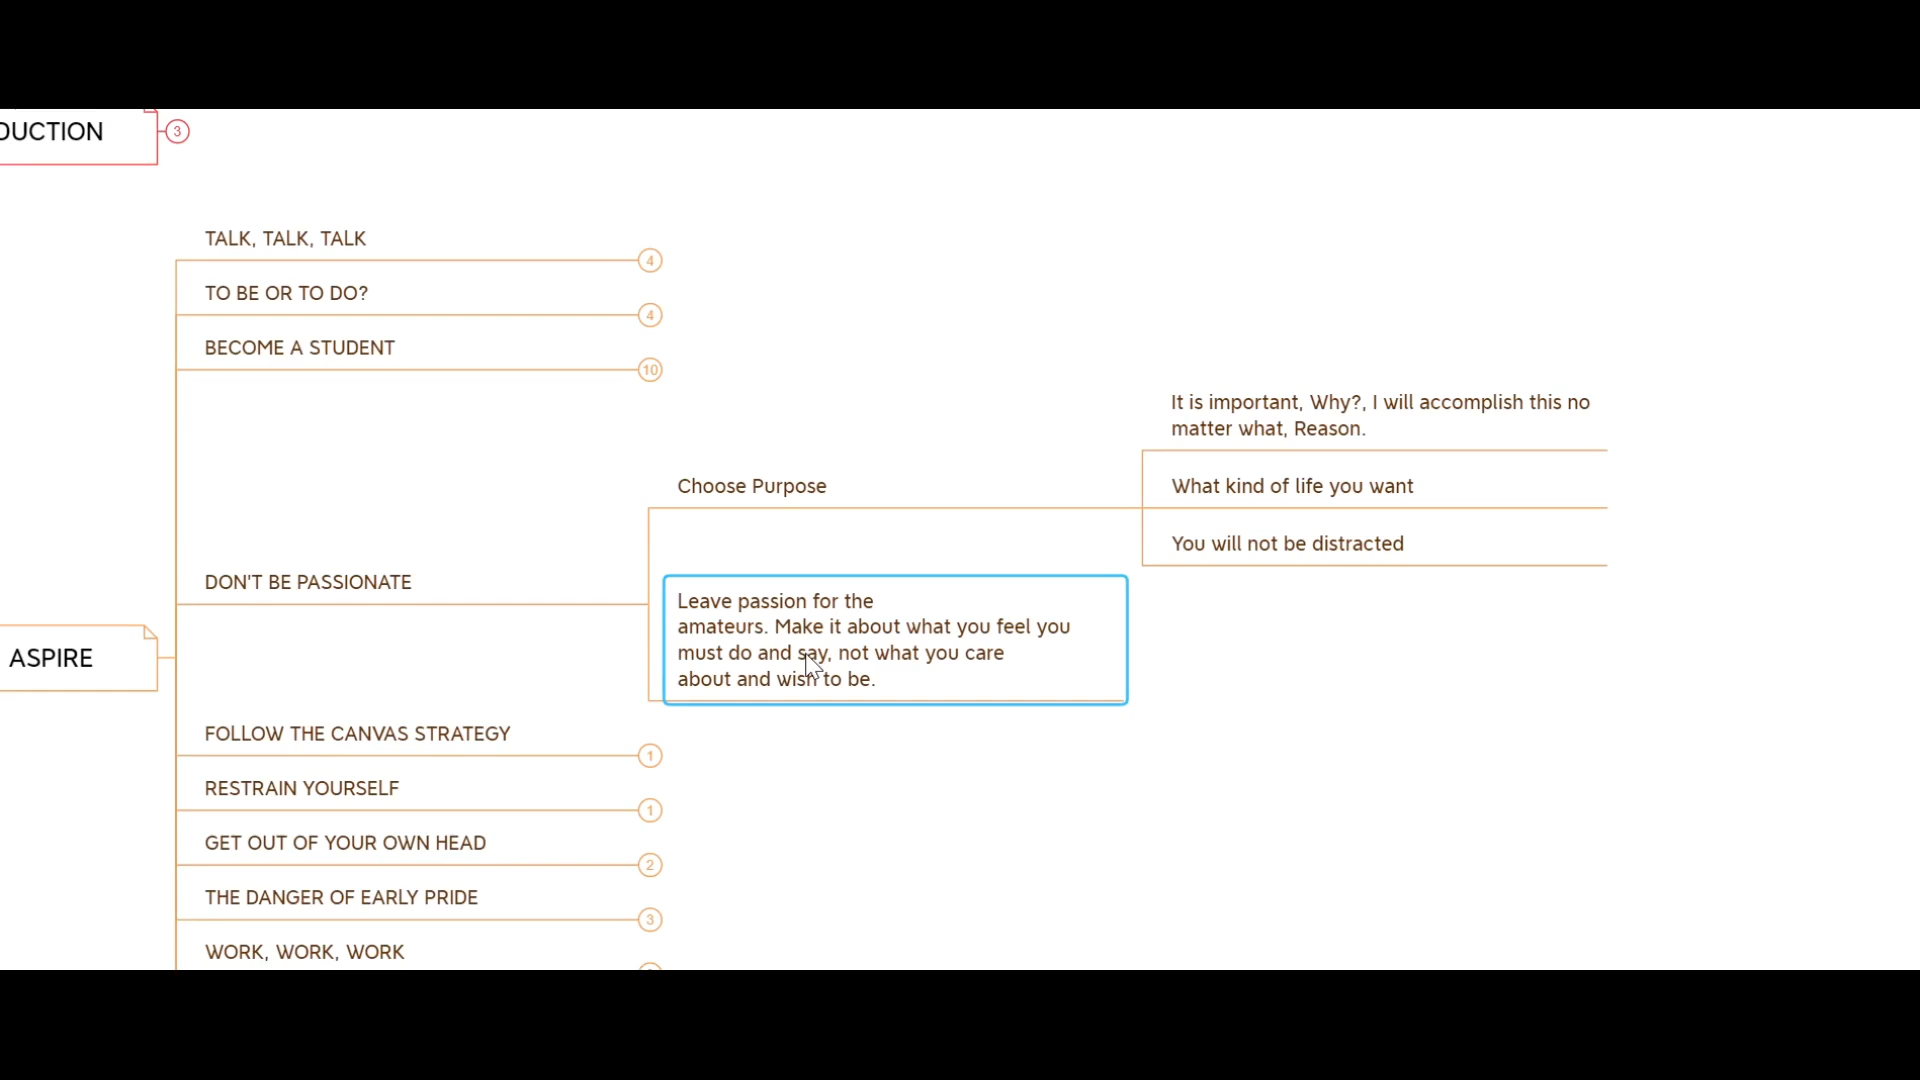 DUCTION
3
TALK, TALK, TALK
4
TO BE OR TO DO?
4
BECOME A STUDENT
10
DON'T BE PASSIONATE
Choose Purpose
It is important, Why?, I will accomplish this no
matter what, Reason.
What kind of life you want
You will not be distracted
Leave passion for the
amateurs. Make it about what you feel you
must do and say, not what you care
about and wish to be.
ASPIRE
FOLLOW THE CANVAS STRATEGY
1
RESTRAIN YOURSELF
1
GET OUT OF YOUR OWN HEAD
2
THE DANGER OF EARLY PRIDE
3
WORK, WORK, WORK